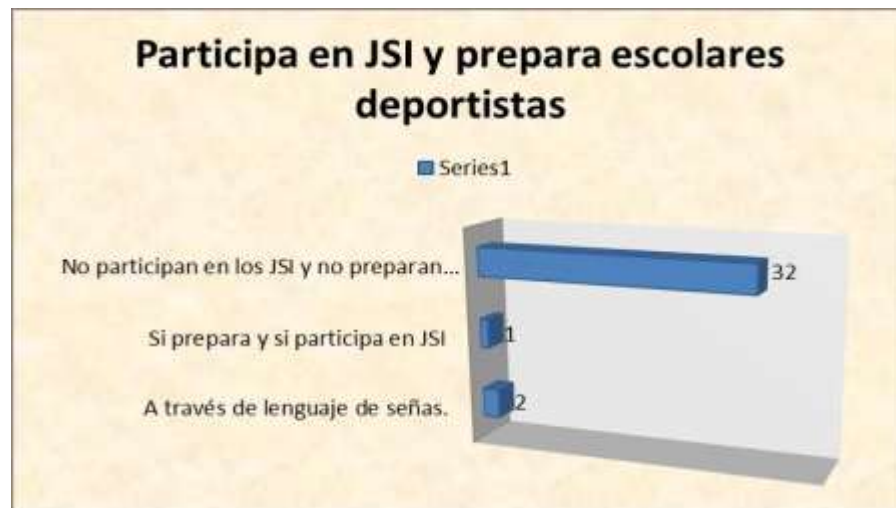 Participa en JSI y prepara escolares
deportistas
Series1
No participan en los JSI y no preparan...
32
Si prepara y si participa en JSI
1
A través de lenguaje de señas.
2